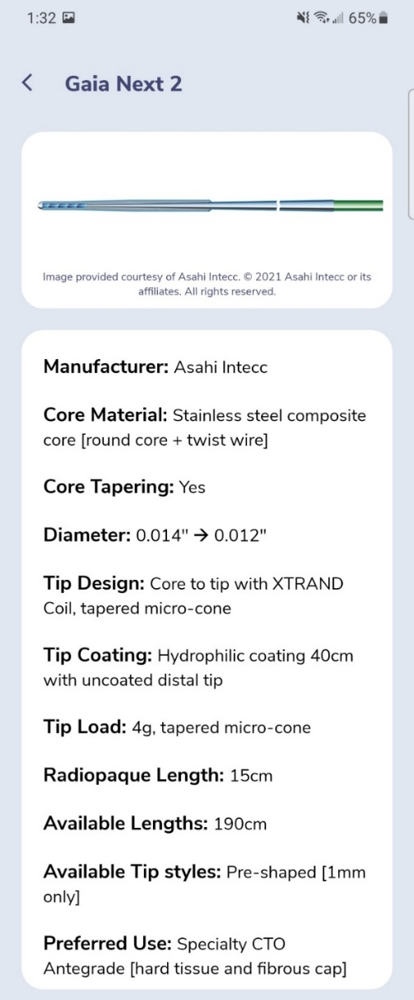 1:32 65%
Gaia Next 2
Image provided courtesy of Asahi Intecc. © 2021 Asahi Intecc or its
affiliates. All rights reserved.
Manufacturer: Asahi Intecc
Core Material: Stainless steel composite
core [round core + twist wire]
Core Tapering: Yes
Diameter: 0.014" → 0.012"
Tip Design: Core to tip with XTRAND
Coil, tapered micro-cone
Tip Coating: Hydrophilic coating 40cm
with uncoated distal tip
Tip Load: 4g, tapered micro-cone
Radiopaque Length: 15cm
Available Lengths: 190cm
Available Tip styles: Pre-shaped [1mm
only]
Preferred Use: Specialty CTO
Antegrade [hard tissue and fibrous cap]